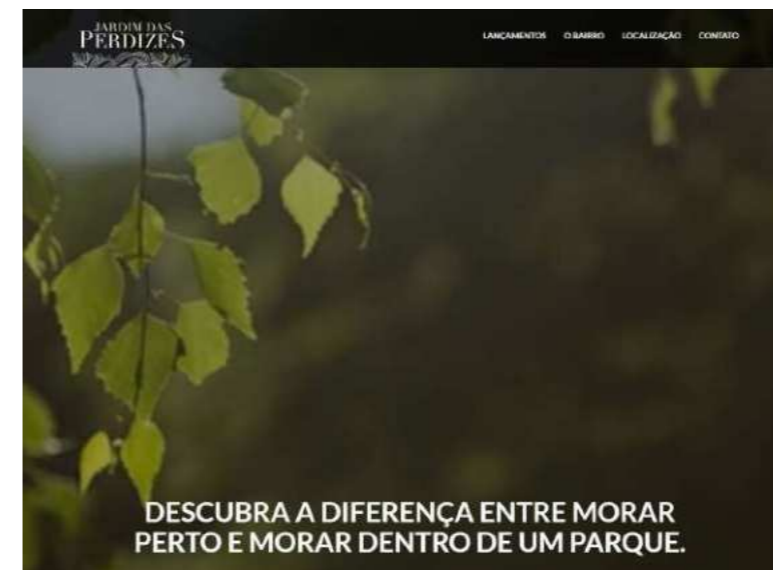 JARDIM DAS
PERDIZES
LANÇAMENTOS O BAIRRO LOCALIZAÇÃO CONTATO
DESCUBRA A DIFERENÇA ENTRE MORAR
PERTO E MORAR DENTRO DE UM PARQUE.